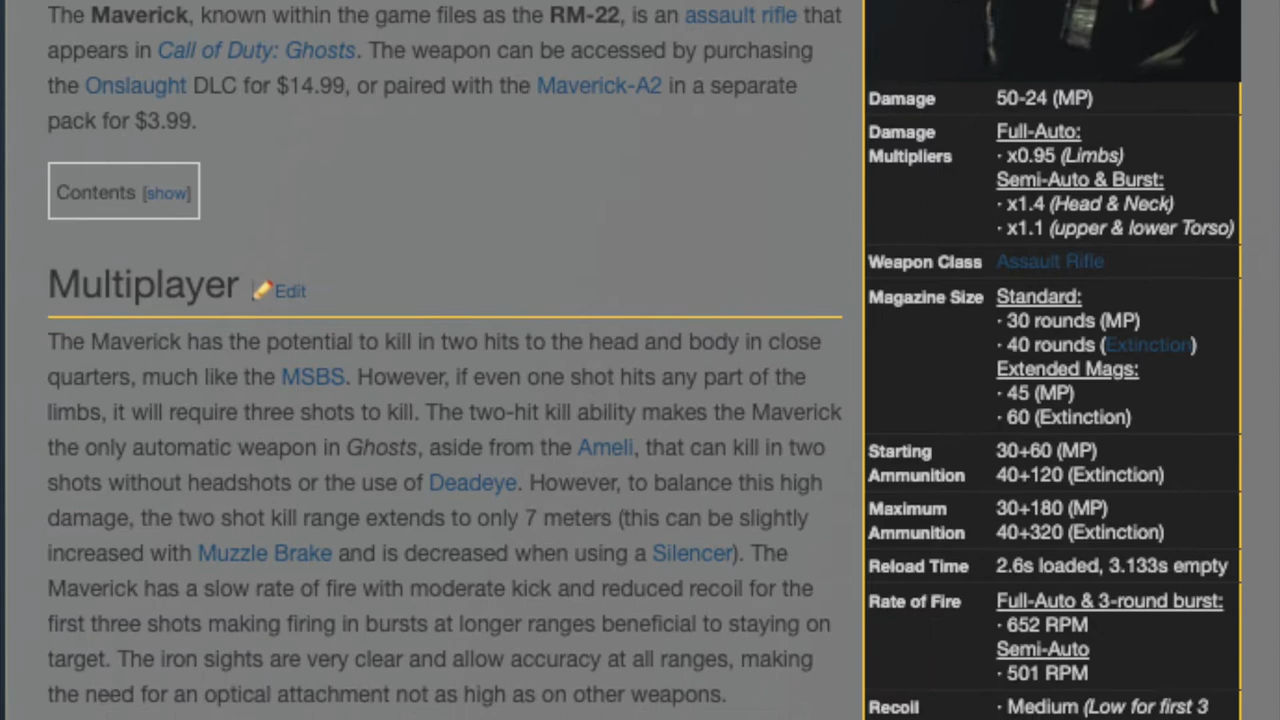 The Maverick, known within the game files as the RM-22, is an assault rifle that
appears in Call of Duty: Ghosts. The weapon can be accessed by purchasing
the Onslaught DLC for $14.99, or paired with the Maverick-A2 in a separate
pack for $3.99.
Contents [show]
Multiplayer Edit
The Maverick has the potential to kill in two hits to the head and body in close
quarters, much like the MSBS. However, if even one shot hits any part of the
limbs, it will require three shots to kill. The two-hit kill ability makes the Maverick
the only automatic weapon in Ghosts, aside from the Ameli, that can kill in two
shots without headshots or the use of Deadeye. However, to balance this high
damage, the two shot kill range extends to only 7 meters (this can be slightly
increased with Muzzle Brake and is decreased when using a Silencer). The
Maverick has a slow rate of fire with moderate kick and reduced recoil for the
first three shots making firing in bursts at longer ranges beneficial to staying on
target. The iron sights are very clear and allow accuracy at all ranges, making
the need for an optical attachment not as high as on other weapons.
Damage 50-24 (MP)
Damage Full-Auto:
Multipliers · x0.95 (Limbs)
Semi-Auto & Burst:
· x1.4 (Head & Neck)
· x1.1 (upper & lower Torso)
Weapon Class Assault Rifle
Magazine Size Standard:
· 30 rounds (MP)
· 40 rounds (Extinction)
Extended Mags:
· 45 (MP)
· 60 (Extinction)
Starting 30+60 (MP)
Ammunition 40+120 (Extinction)
Maximum 30+180 (MP)
Ammunition 40+320 (Extinction)
Reload Time 2.6s loaded, 3.133s empty
Rate of Fire Full-Auto & 3-round burst:
· 652 RPM
Semi-Auto
· 501 RPM
Recoil · Medium (Low for first 3